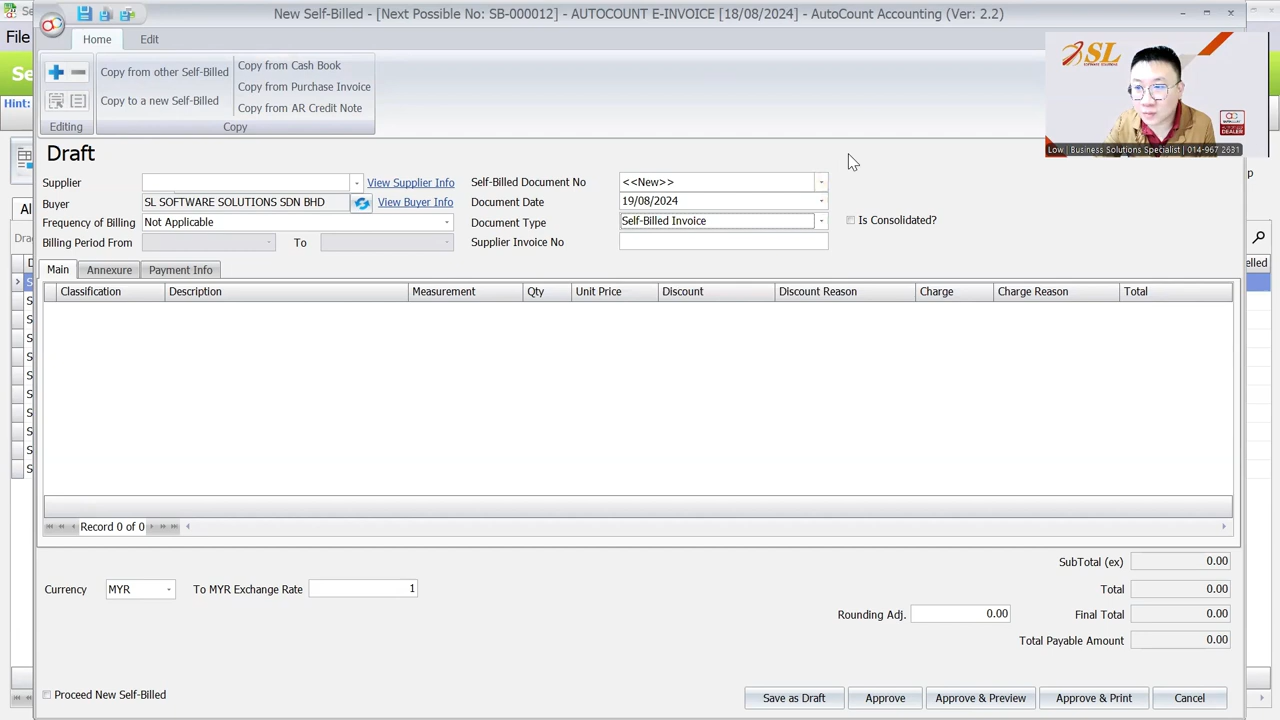 New Self-Billed - [Next Possible No: SB-000012] - AUTOCOUNT E-INVOICE [18/08/2024] - AutoCount Accounting (Ver: 2.2)
File
Home
Edit
Hint:
Copy from other Self-Billed
Copy to a new Self-Billed
Copy from Cash Book
Copy from Purchase Invoice
Copy from AR Credit Note
Editing
Copy
SL
Low | Business Solutions Specialist | 014-967 2631
Draft
Supplier
View Supplier Info
Self-Billed Document No
<<New>>
Buyer
SL SOFTWARE SOLUTIONS SDN BHD
View Buyer Info
Document Date
19/08/2024
Frequency of Billing
Not Applicable
Document Type
Self-Billed Invoice
Is Consolidated?
Billing Period From
To
Supplier Invoice No
Main
Annexure
Payment Info
Classification
Description
Measurement
Qty
Unit Price
Discount
Discount Reason
Charge
Charge Reason
Total
Record 0 of 0
SubTotal (ex)
0.00
Currency
MYR
To MYR Exchange Rate
1
Total
0.00
Rounding Adj.
0.00
Final Total
0.00
Total Payable Amount
0.00
Proceed New Self-Billed
Save as Draft
Approve
Approve & Preview
Approve & Print
Cancel